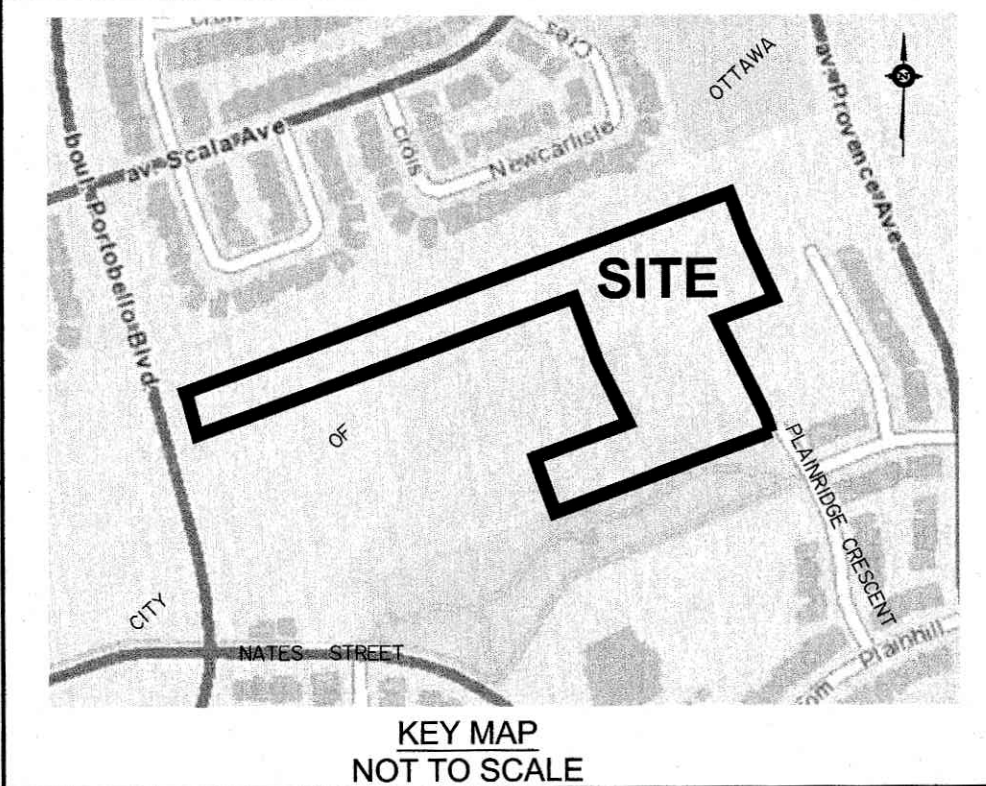 Crois
Cres
OTTAWA
av Provence Ave
N
av Scala Ave
Crois
Newcarliste
boul Portobello Blvd
SITE
OF
PLAINRIDGE CRESCENT
CITY
NATES STREET
Plainhill
KEY MAP
NOT TO SCALE